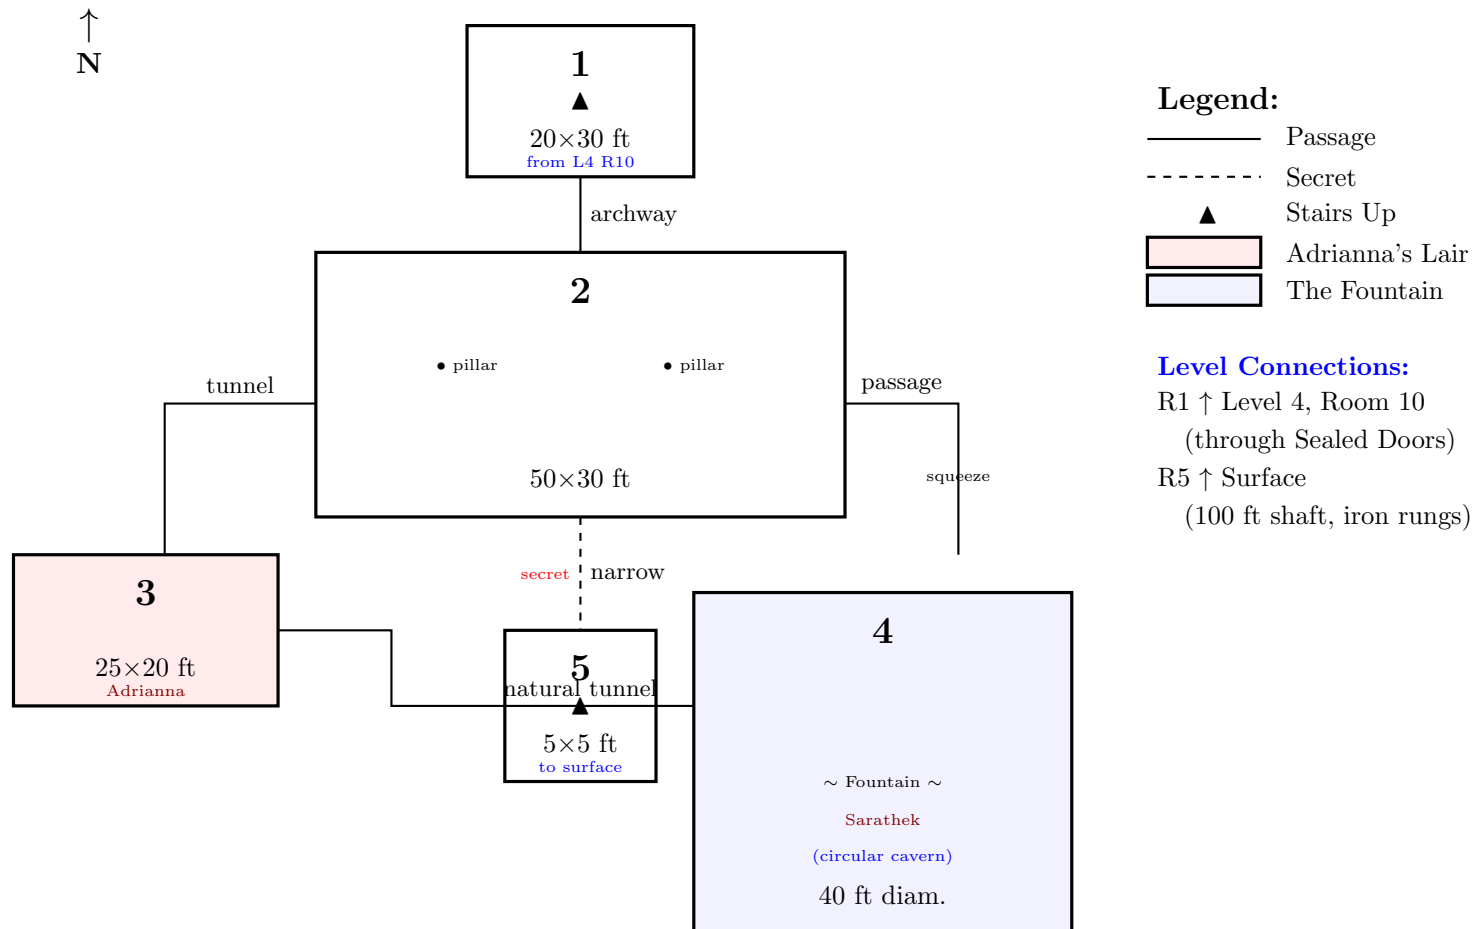 ↑
N
1
▲
20×30 ft
from L4 R10
archway
2
• pillar
• pillar
50×30 ft
tunnel
passage
squeeze
secret
narrow
3
25×20 ft
Adrianna
5
natural tunnel
▲
5×5 ft
to surface
4
~ Fountain ~
Sarathek
(circular cavern)
40 ft diam.
Legend:
Passage
Secret
▲ Stairs Up
Adrianna's Lair
The Fountain
Level Connections:
R1 ↑ Level 4, Room 10
(through Sealed Doors)
R5 ↑ Surface
(100 ft shaft, iron rungs)